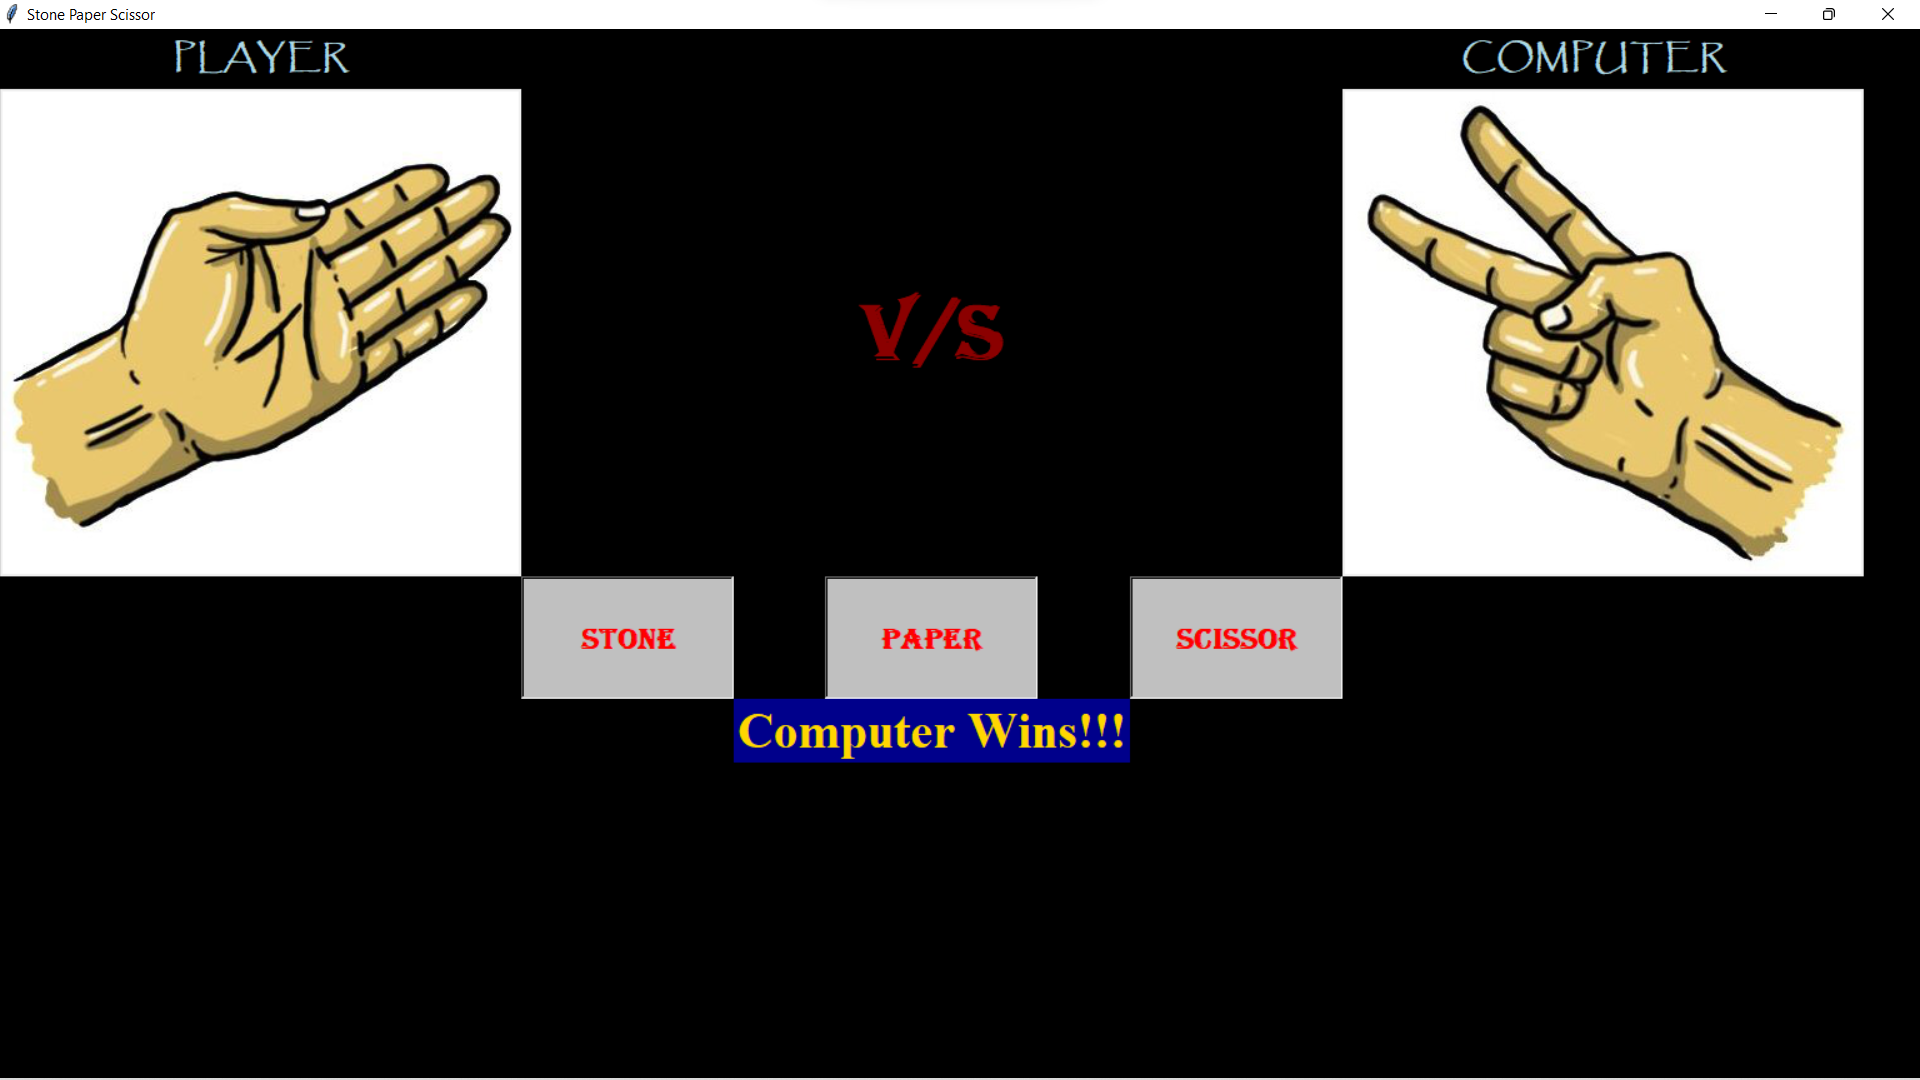 Stone Paper Scissor
PLAYER
COMPUTER
V/S
STONE
PAPER
SCISSOR
Computer Wins!!!